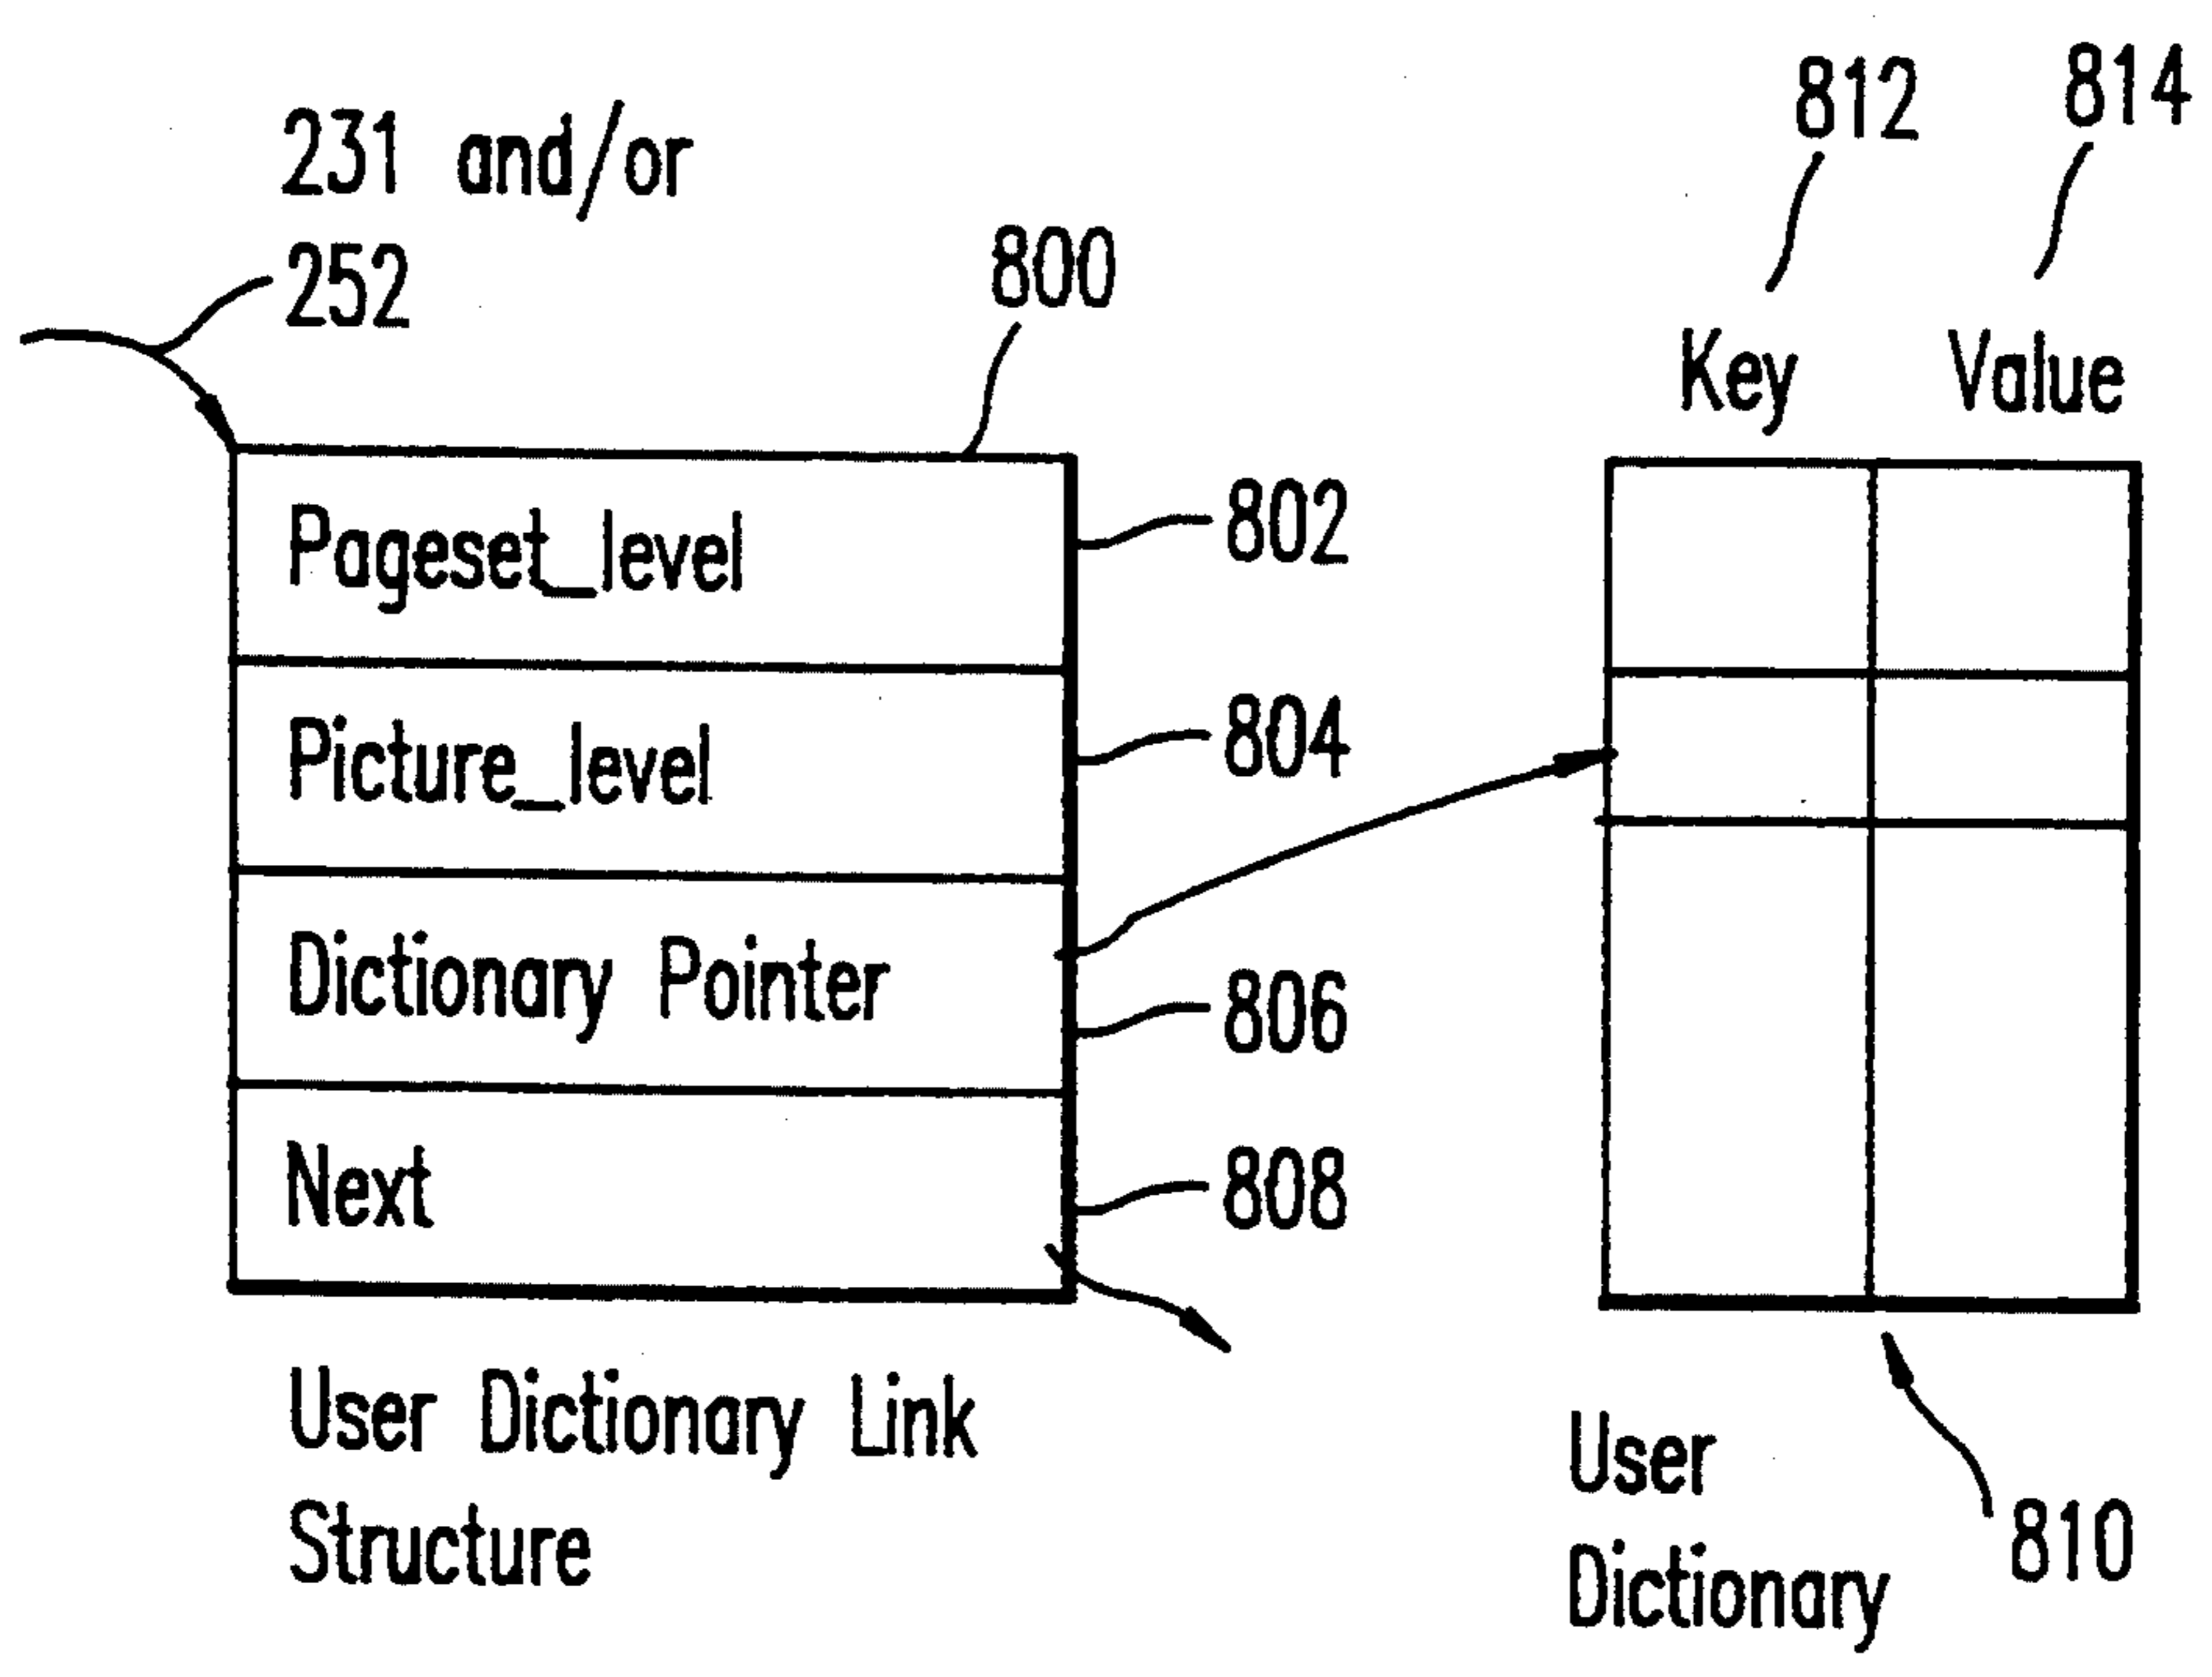 231 and/or
252
800
812
814
Key
Value
Pageset_level
802
Picture_level
804
Dictionary Pointer
806
Next
808
User Dictionary Link
Structure
User
Dictionary
810